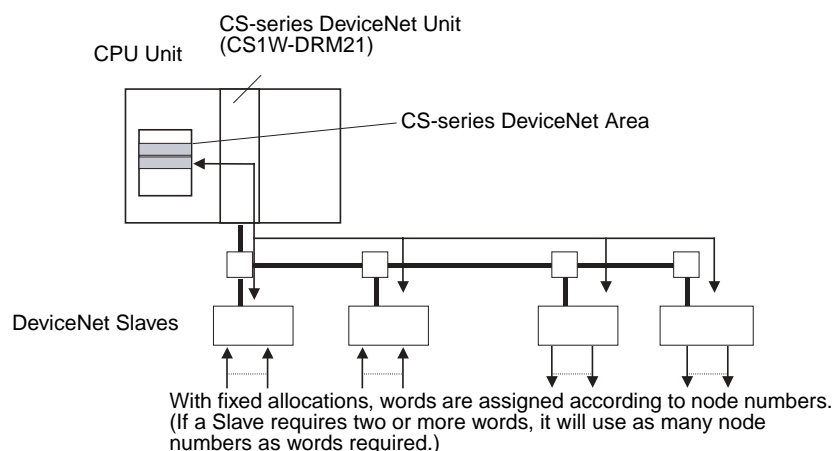 CS-series DeviceNet Unit
(CS1W-DRM21)
CPU Unit
CS-series DeviceNet Area
DeviceNet Slaves
With fixed allocations, words are assigned according to node numbers.
(If a Slave requires two or more words, it will use as many node
numbers as words required.)